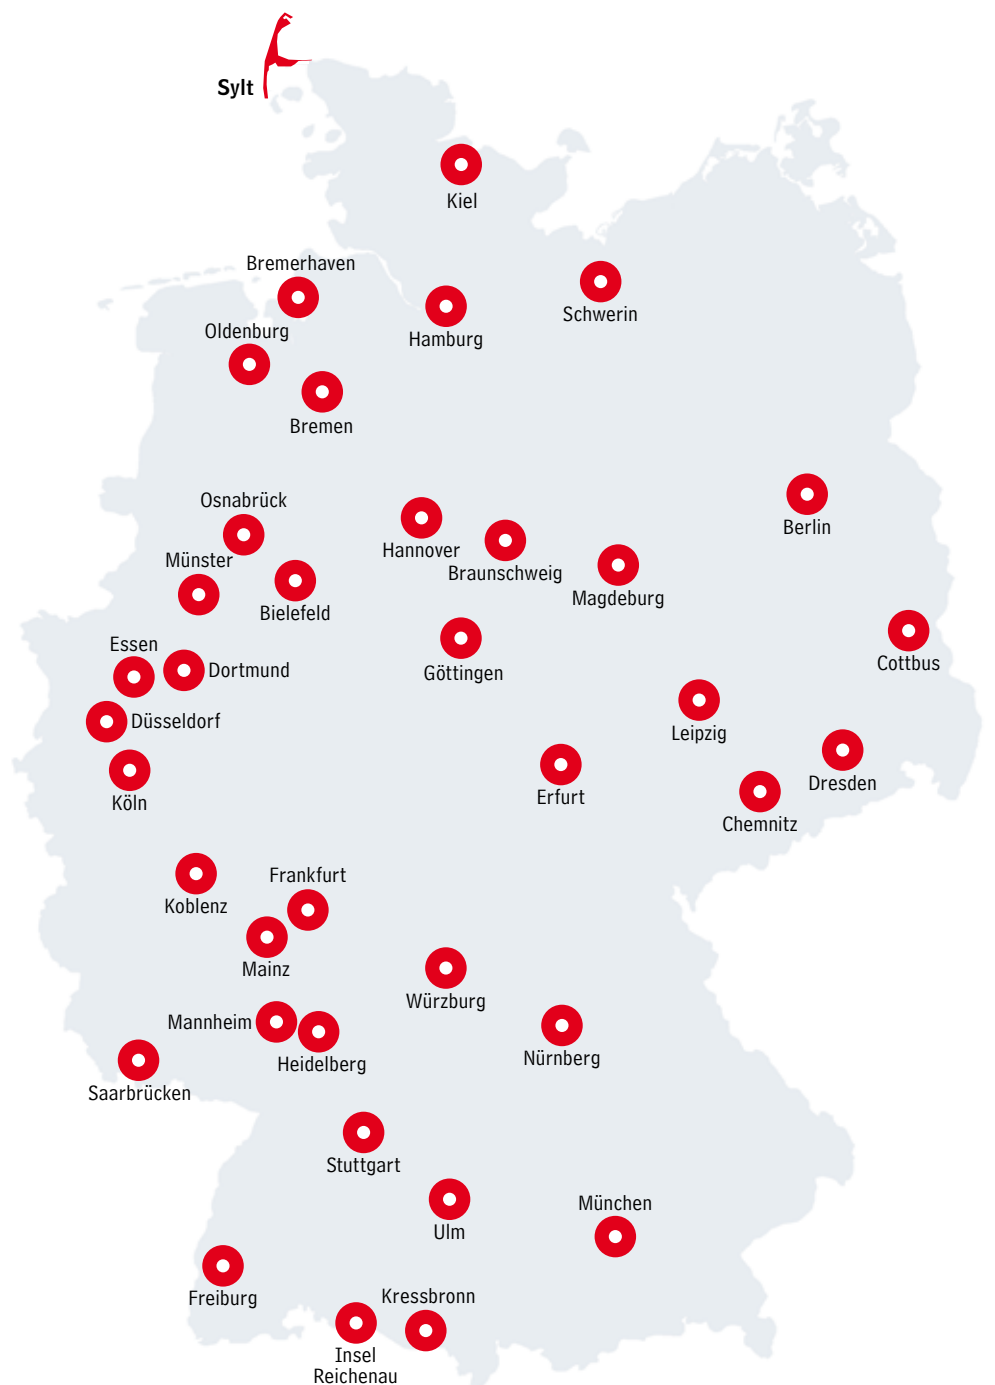 Sylt
Kiel
Bremerhaven
Schwerin
Oldenburg
Hamburg
Bremen
Osnabrück
Berlin
Hannover
Münster
Braunschweig
Magdeburg
Bielefeld
Essen
Dortmund
Göttingen
Cottbus
Düsseldorf
Leipzig
Dresden
Köln
Erfurt
Chemnitz
Frankfurt
Koblenz
Mainz
Würzburg
Mannheim
Heidelberg
Nürnberg
Saarbrücken
Stuttgart
München
Ulm
Freiburg
Kressbronn
Insel
Reichenau